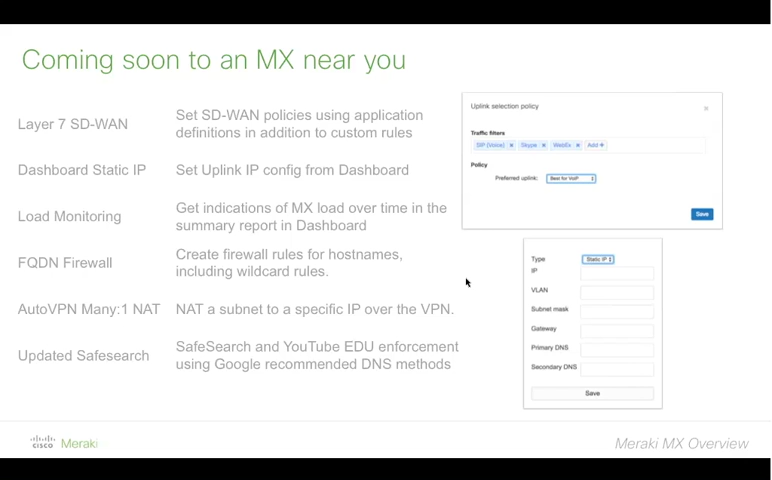 Coming soon to an MX near you
Layer 7 SD-WAN
Set SD-WAN policies using application
definitions in addition to custom rules
Dashboard Static IP
Set Uplink IP config from Dashboard
Load Monitoring
Get indications of MX load over time in the
summary report in Dashboard
FQDN Firewall
Create firewall rules for hostnames,
including wildcard rules.
AutoVPN Many:1 NAT
NAT a subnet to a specific IP over the VPN.
Updated Safesearch
SafeSearch and YouTube EDU enforcement
using Google recommended DNS methods
Uplink selection policy
Traffic filters
SIP (Voice) × Skype × WebEx × Add +
Policy
Preferred uplink: Best for VoIP
Save
Type Static IP
IP
VLAN
Subnet mask
Gateway
Primary DNS
Secondary DNS
Save
CISCO Meraki
Meraki MX Overview